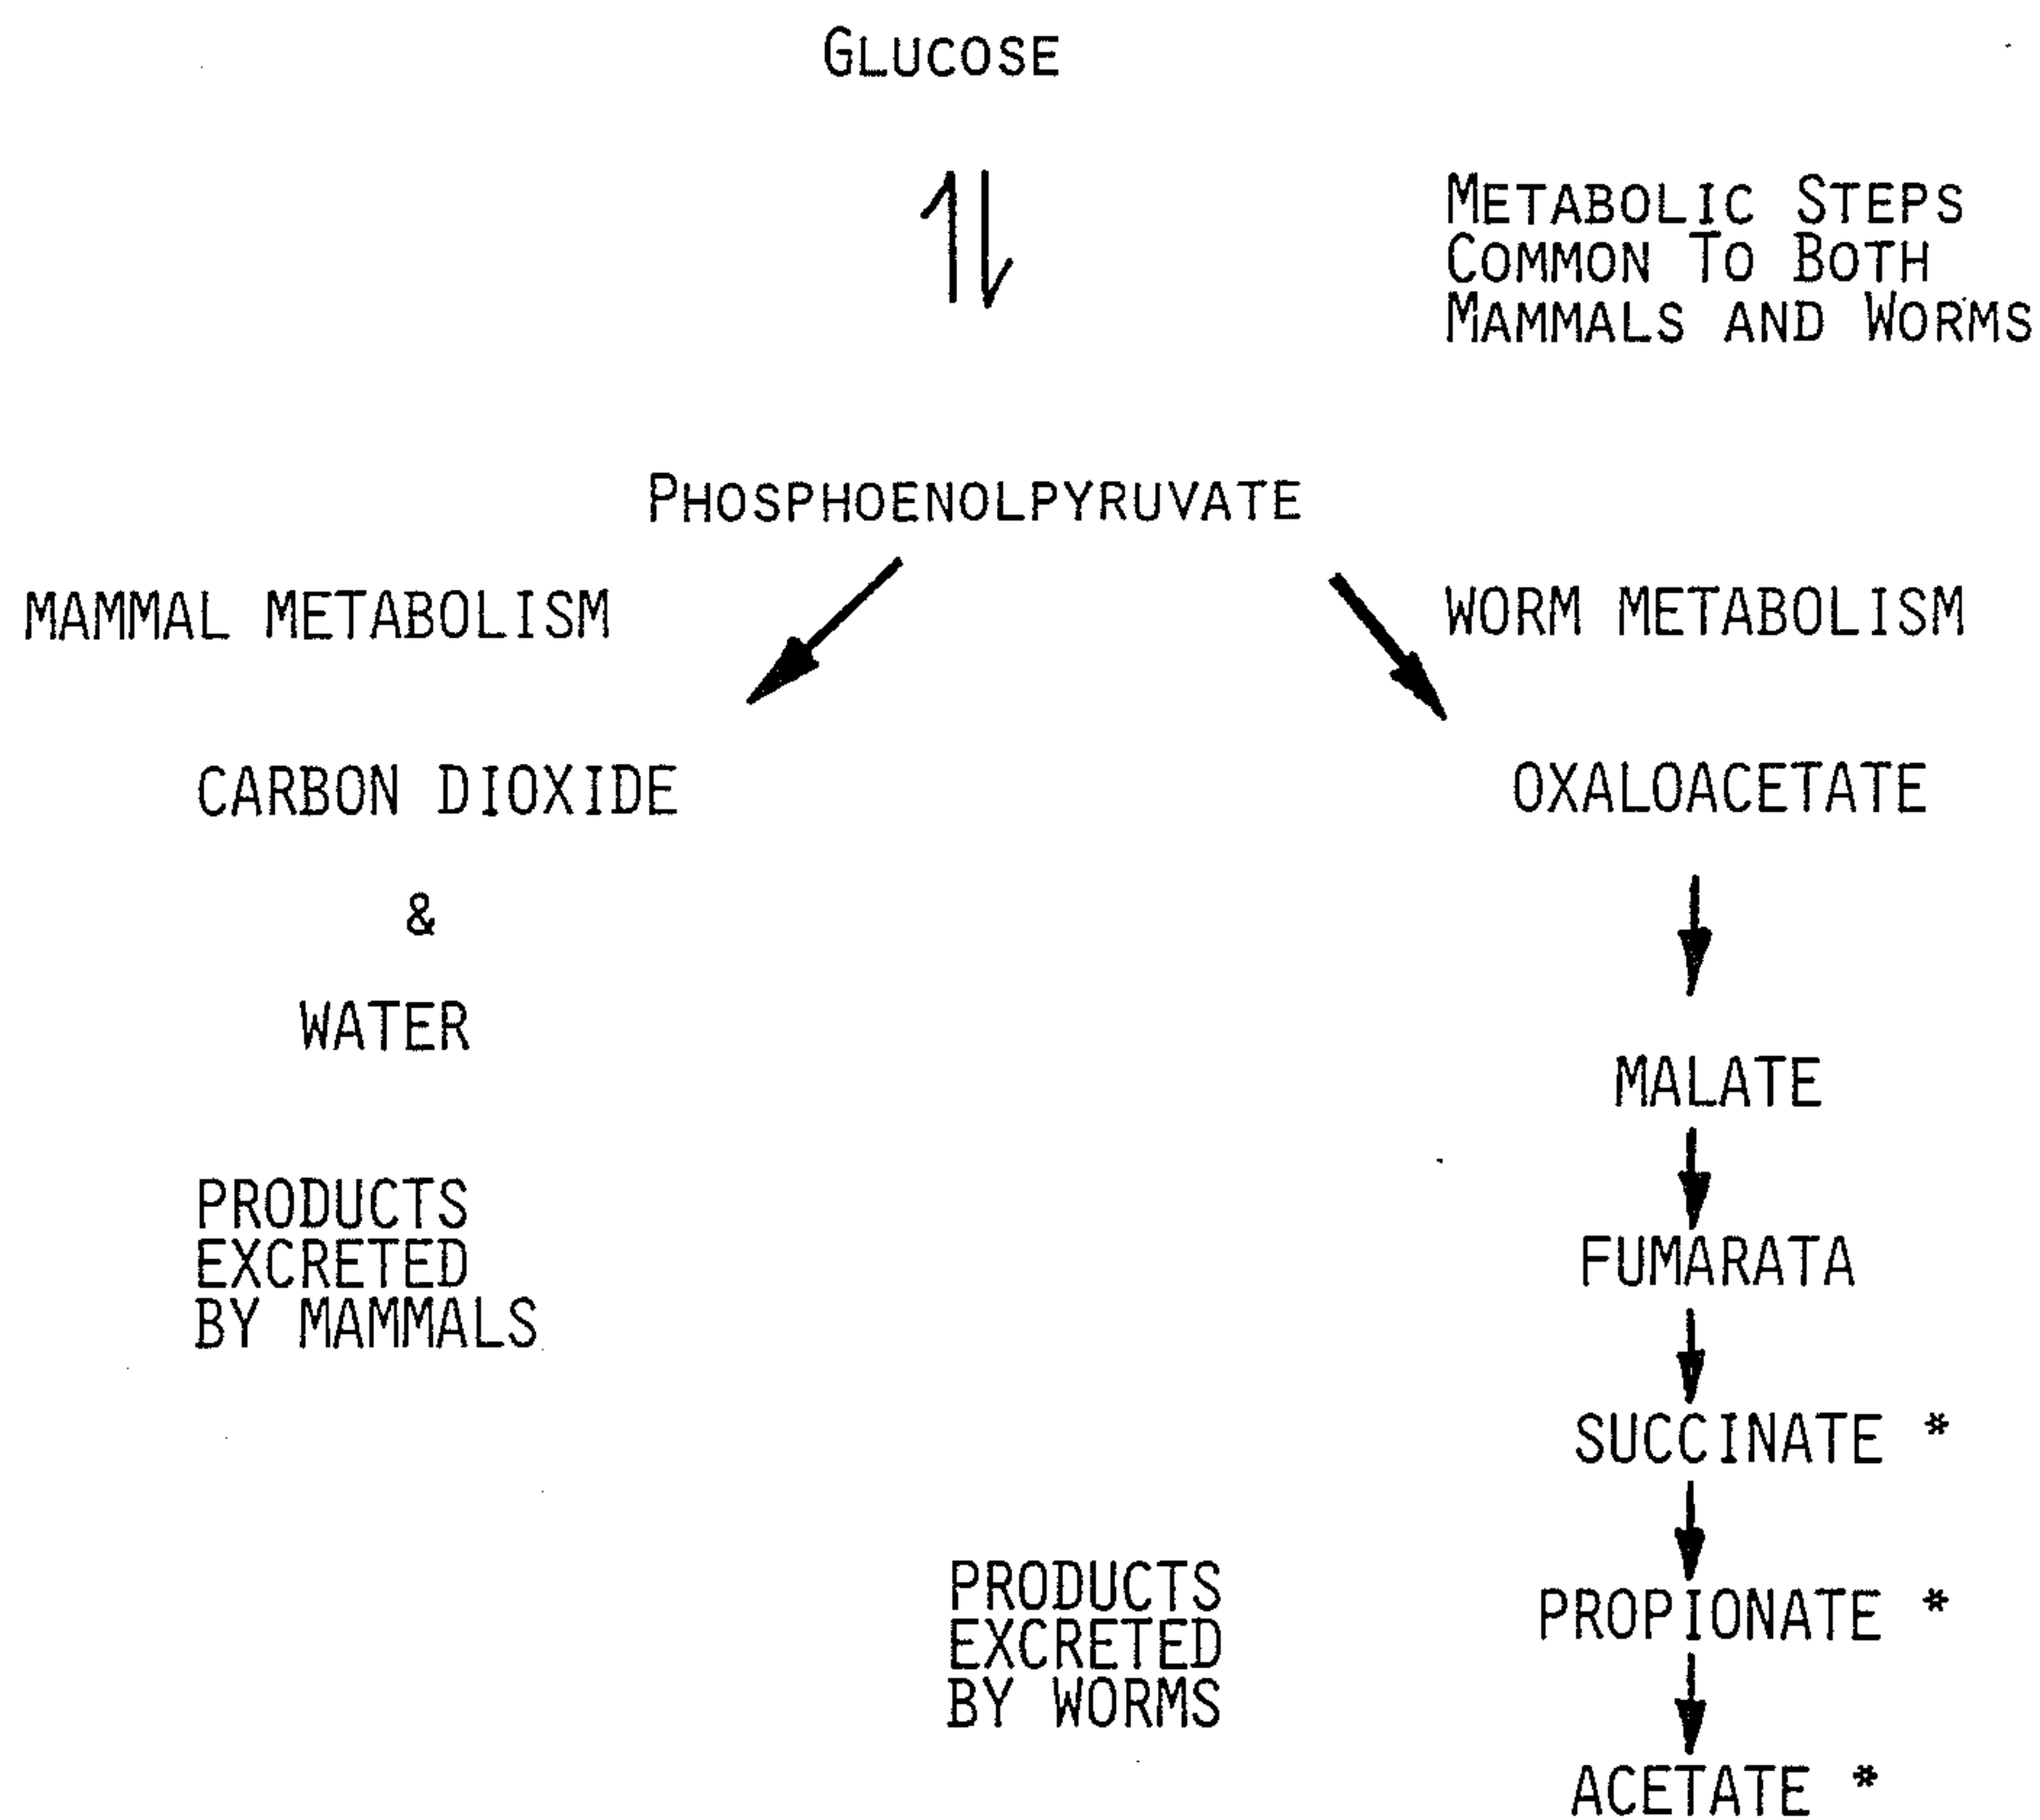 GLUCOSE
METABOLIC STEPS
COMMON TO BOTH
MAMMALS AND WORMS
PHOSPHOENOLPYRUVATE
MAMMAL METABOLISM
WORM METABOLISM
CARBON DIOXIDE
OXALOACETATE
&
WATER
MALATE
PRODUCTS
EXCRETED
BY MAMMALS
FUMARATA
SUCCINATE *
PRODUCTS
EXCRETED
BY WORMS
PROPIONATE *
ACETATE *